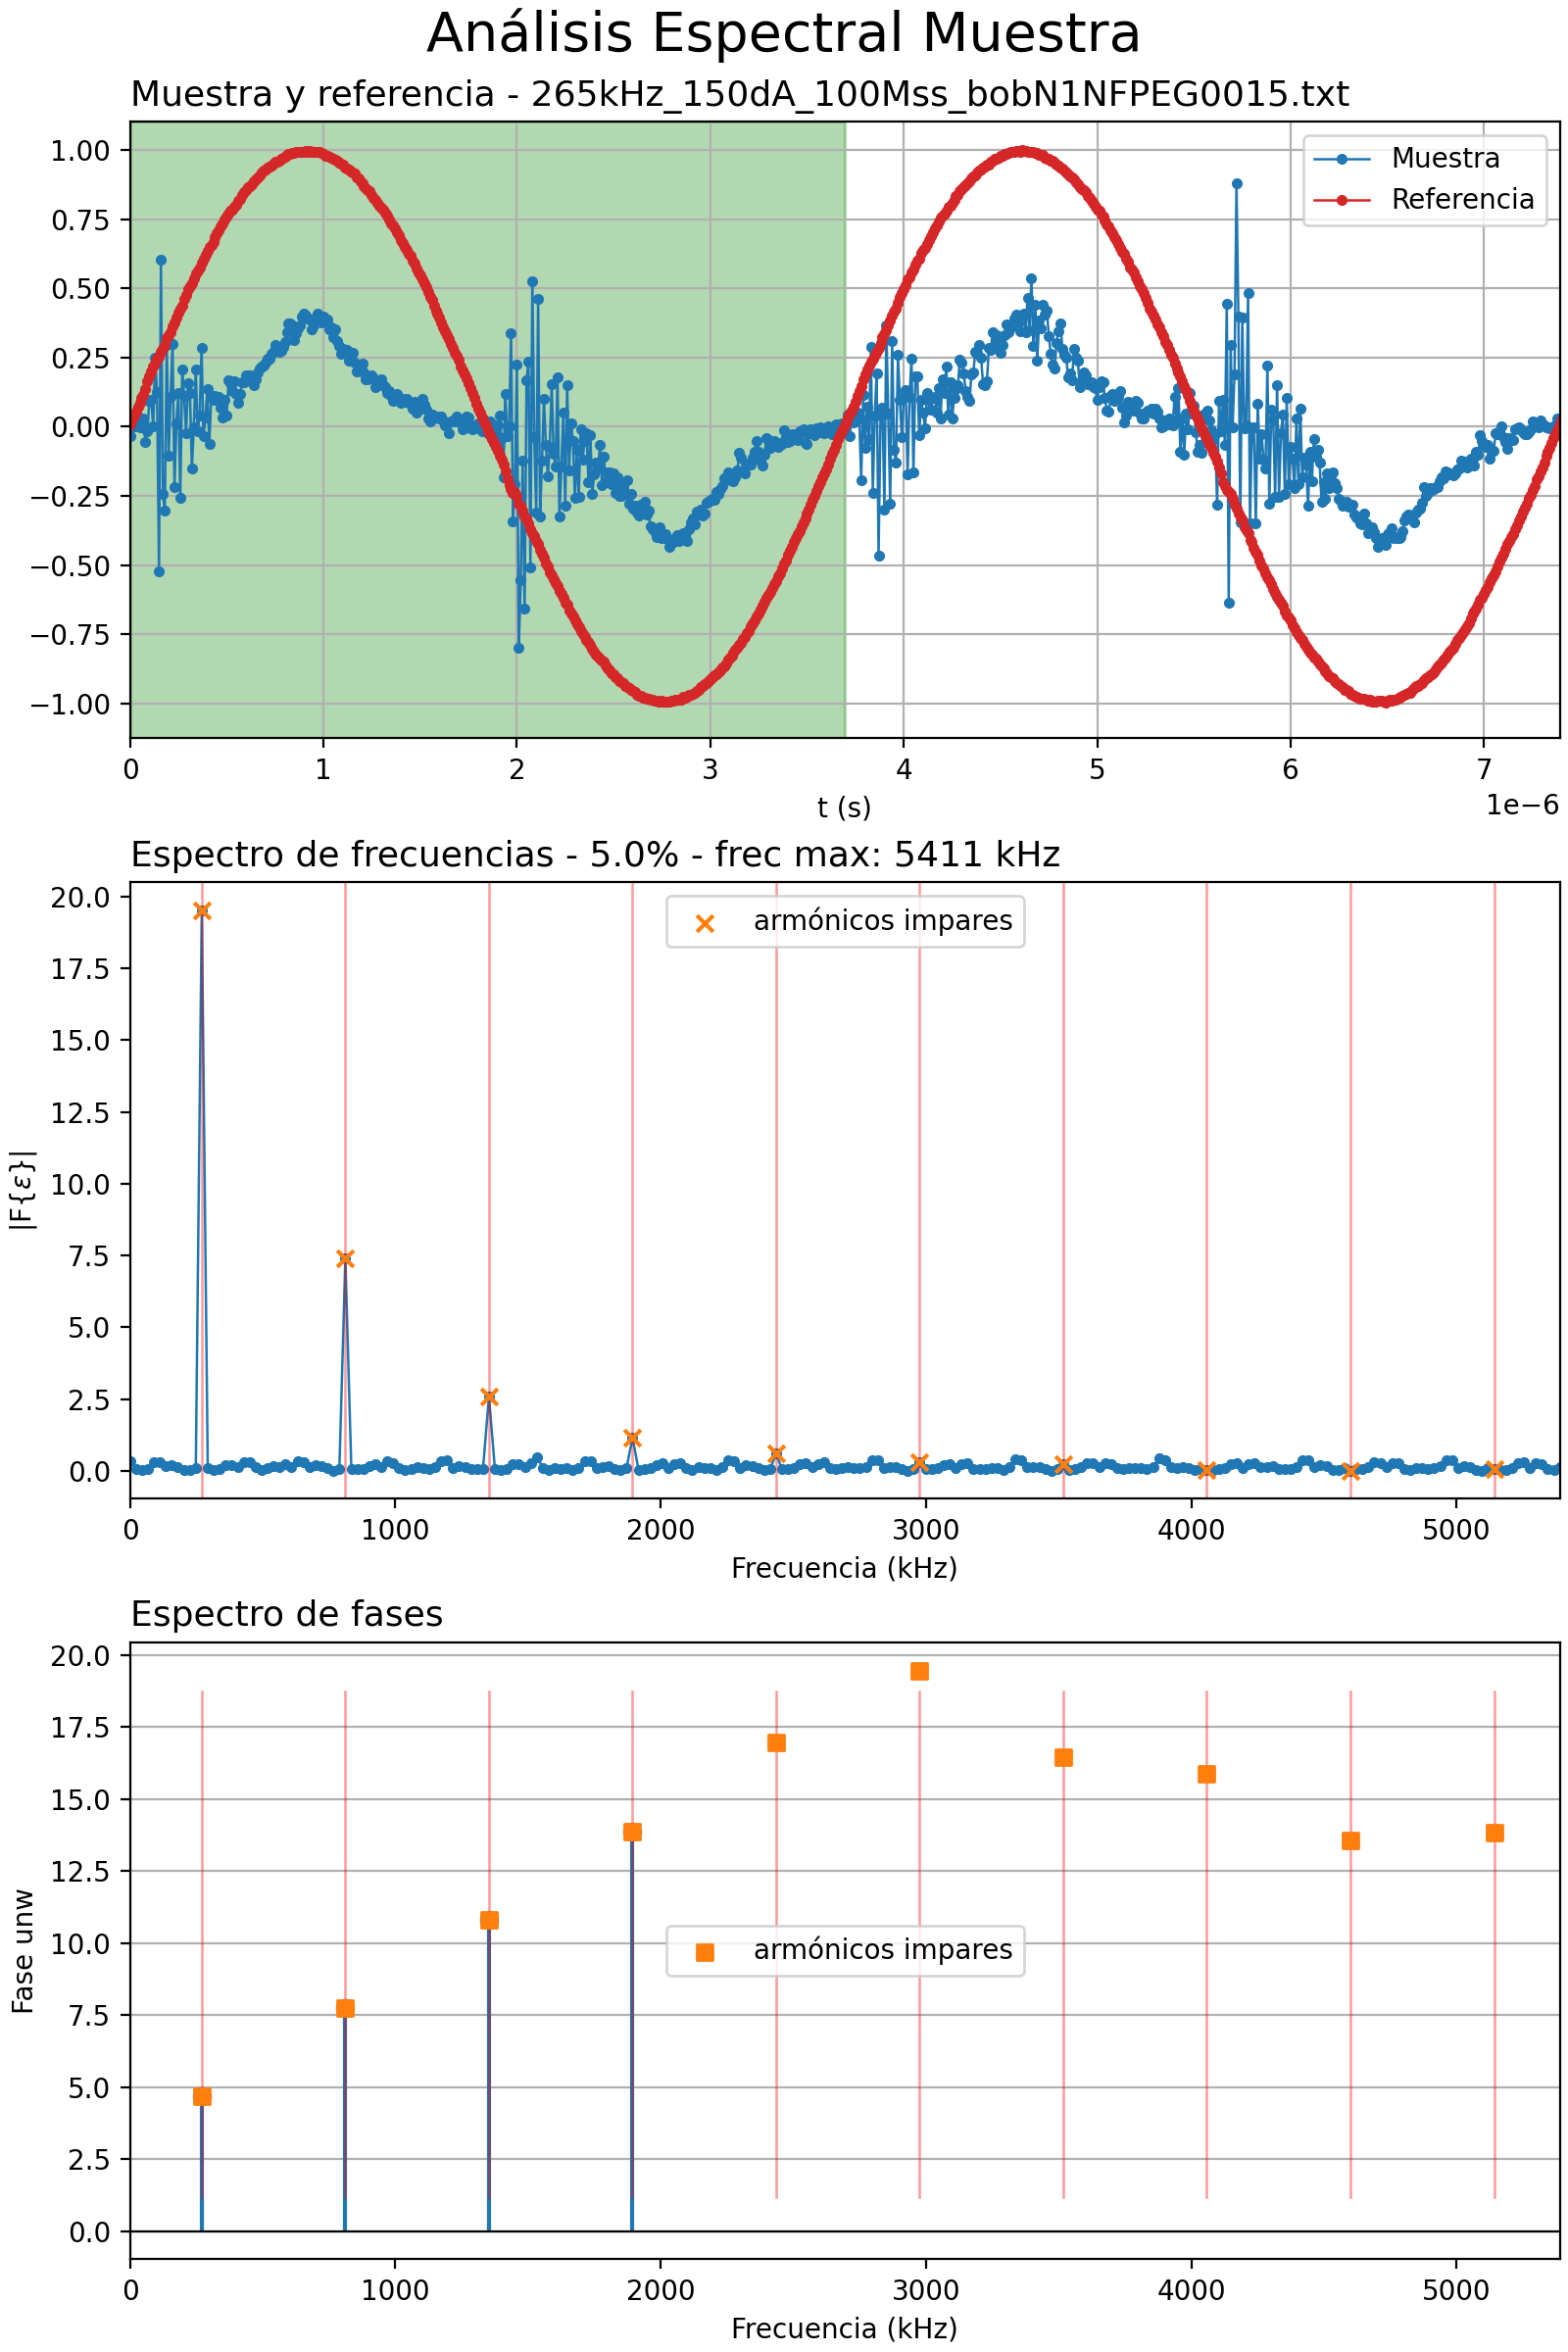 Análisis Espectral Muestra
Muestra y referencia - 265kHz_150dA_100Mss_bobN1NFPEG0015.txt
1.00
0.75
0.50
0.25
0.00
−0.25
−0.50
−0.75
−1.00
Muestra
Referencia
0 1 2 3 4 5 6 7
t (s)
1e−6
Espectro de frecuencias - 5.0% - frec max: 5411 kHz
|F{ε}|
20.0
17.5
15.0
12.5
10.0
7.5
5.0
2.5
0.0
armónicos impares
0 1000 2000 3000 4000 5000
Frecuencia (kHz)
Espectro de fases
Fase unw
20.0
17.5
15.0
12.5
10.0
7.5
5.0
2.5
0.0
armónicos impares
0 1000 2000 3000 4000 5000
Frecuencia (kHz)